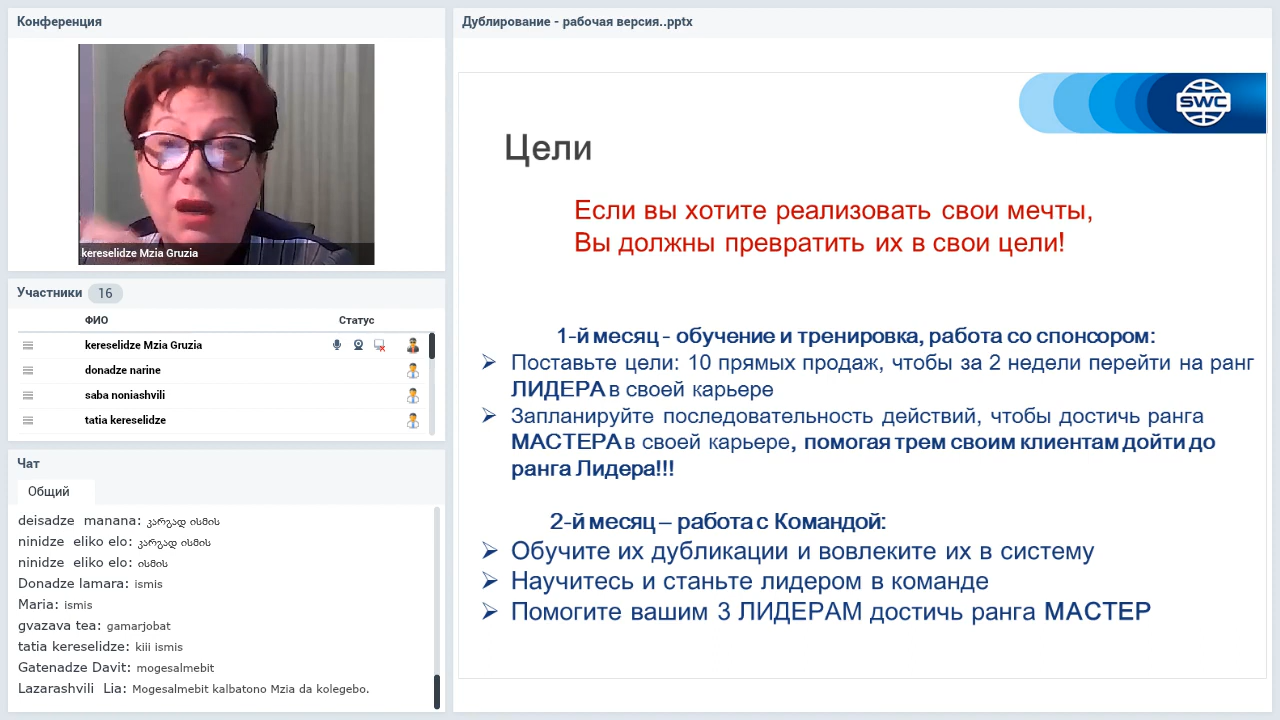 Конференция
kereselidze Mzia Gruzia
Участники 16
ФИО Статус
kereselidze Mzia Gruzia
donadze narine
saba noniashvili
tatia kereselidze
Чат
Общий
deisadze manana: კარგად ისმის
ninidze eliko elo: კარგად ისმის
ninidze eliko elo: ისმის
Donadze lamara: ismis
Maria: ismis
gvazava tea: gamarjobat
tatia kereselidze: kiii ismis
Gatenadze Davit: mogesalmebit
Lazarashvili Lia: Mogesalmebit kalbatono Mzia da kolegebo.
Дублирование - рабочая версия..pptx
SWC
Цели
Если вы хотите реализовать свои мечты,
Вы должны превратить их в свои цели!
1-й месяц - обучение и тренировка, работа со спонсором:
Поставьте цели: 10 прямых продаж, чтобы за 2 недели перейти на ранг
ЛИДЕРА в своей карьере
Запланируйте последовательность действий, чтобы достичь ранга
МАСТЕРА в своей карьере, помогая трем своим клиентам дойти до
ранга Лидера!!!
2-й месяц – работа с Командой:
Обучите их дубликации и вовлеките их в систему
Научитесь и станьте лидером в команде
Помогите вашим 3 ЛИДЕРАМ достичь ранга МАСТЕР